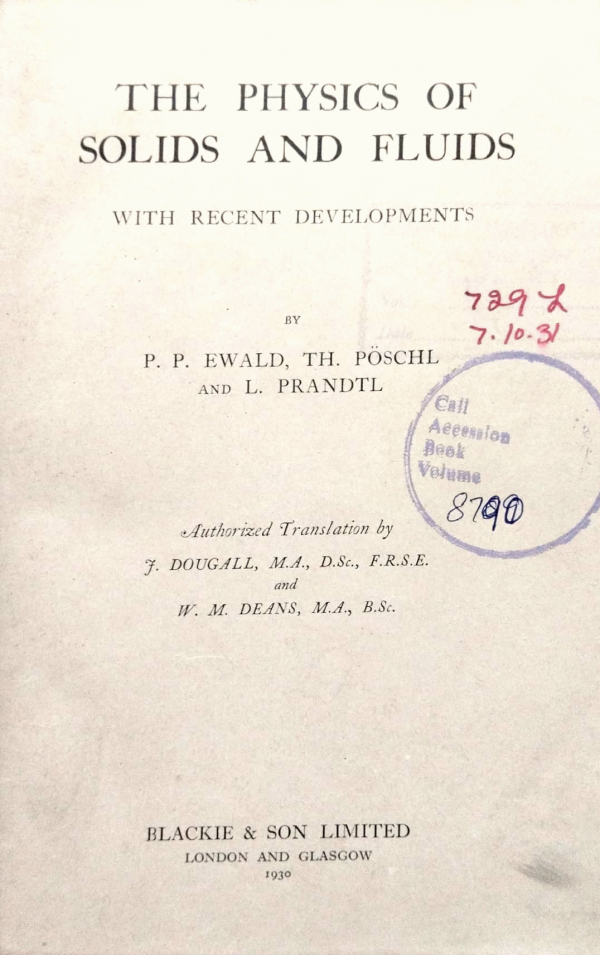 THE PHYSICS OF
SOLIDS AND FLUIDS
WITH RECENT DEVELOPMENTS
BY
P. P. EWALD, TH. PÖSCHL
AND L. PRANDTL
729 L
7.10.31
Call
Accession
Book
Volume
Authorized Translation by
J. DOUGALL, M.A., D.Sc., F.R.S.E.
and
W. M. DEANS, M.A., B.Sc.
BLACKIE & SON LIMITED
LONDON AND GLASGOW
1930